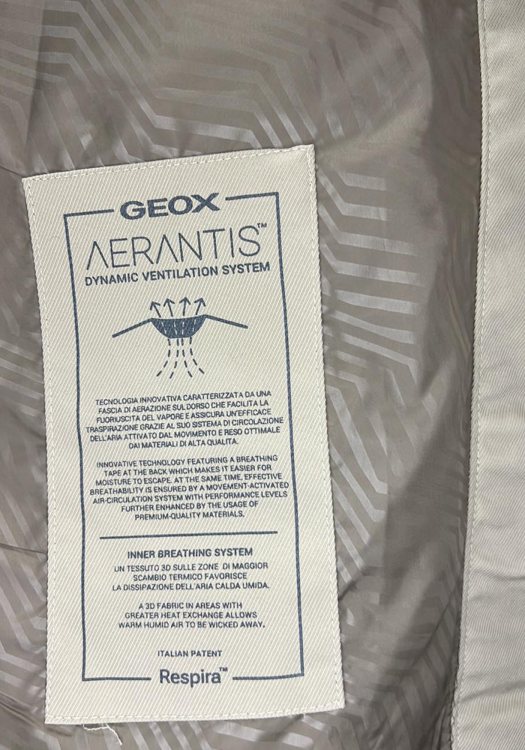 GEOX
AERANTIS™
DYNAMIC VENTILATION SYSTEM
TECNOLOGIA INNOVATIVA CARATTERIZZATA DA UNA
FASCIA DI AERAZIONE SUL DORSO CHE FACILITA LA
FUORIUSCITA DEL VAPORE E ASSICURA UN'EFFICACE
TRASPIRAZIONE GRAZIE AL SUO SISTEMA DI CIRCOLAZIONE
DELL'ARIA ATTIVATO DAL MOVIMENTO E RESO OTTIMALE
DAI MATERIALI DI ALTA QUALITA.
INNOVATIVE TECHNOLOGY FEATURING A BREATHING
TAPE AT THE BACK WHICH MAKES IT EASIER FOR
MOISTURE TO ESCAPE. AT THE SAME TIME, EFFECTIVE
BREATHABILITY IS ENSURED BY A MOVEMENT-ACTIVATED
AIR-CIRCULATION SYSTEM WITH PERFORMANCE LEVELS
FURTHER ENHANCED BY THE USAGE OF
PREMIUM-QUALITY MATERIALS.
INNER BREATHING SYSTEM
UN TESSUTO 3D SULLE ZONE DI MAGGIOR
SCAMBIO TERMICO FAVORISCE
LA DISSIPAZIONE DELL'ARIA CALDA UMIDA.
A 3D FABRIC IN AREAS WITH
GREATER HEAT EXCHANGE ALLOWS
WARM HUMID AIR TO BE WICKED AWAY.
ITALIAN PATENT
Respira™